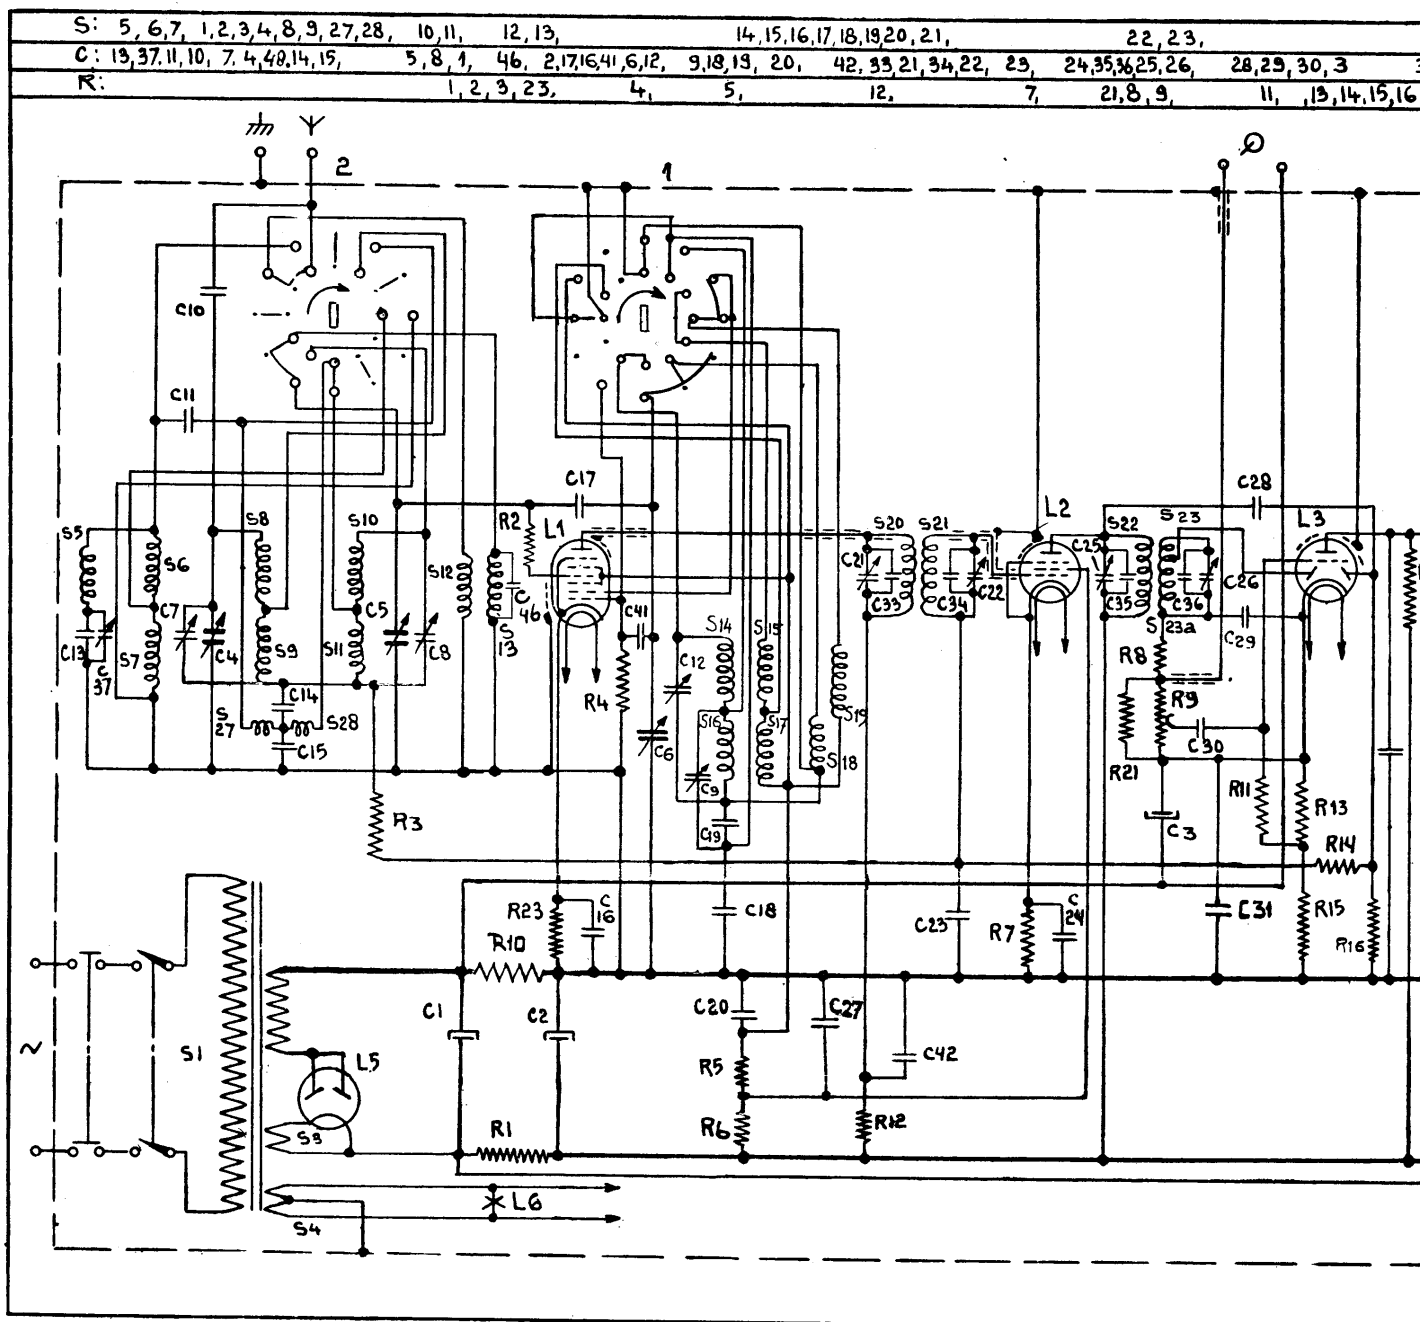 S: 5, 6,7, 1,2,3,4,8,9,27,28, 10,11, 12,13, 14,15,16,17,18,19,20,21, 22,23,
C: 13,37,11,10, 7, 4,48,14,15, 5,8,1, 46, 2,17,16,41,6,12, 9,18,19, 20, 42,33,21,34,22, 23, 24,35,36,25,26, 28,29,30,3
R: 1,2,3,23, 4, 5, 12, 7, 21,8,9, 11, ,13,14,15,16
2 1
C10
C11
C17 C28
R2 L1 L2 L3
S5 S8 S10 S20 S21 S22 S23
S6 S12 C21 C25 C26
C7 C5 C46 C41 C33 C34 C22 C35 C36
C13 C37 S7 C4 S9 S11 C8 S13 S14 S15 S23a C29
C12 R8
R4 R9
S27 C14 S28 S16 S17 S19
C15 C6 S18 C30
C9 R21 R11 R13
R3 C19 C3 R14
R23 C16 C18 C23 R7 C24 C31 R15 R16
R10
C1 C2 C20 C27
~ S1 L5 R5 C42
S3 R1 R6 R12
S4 L6